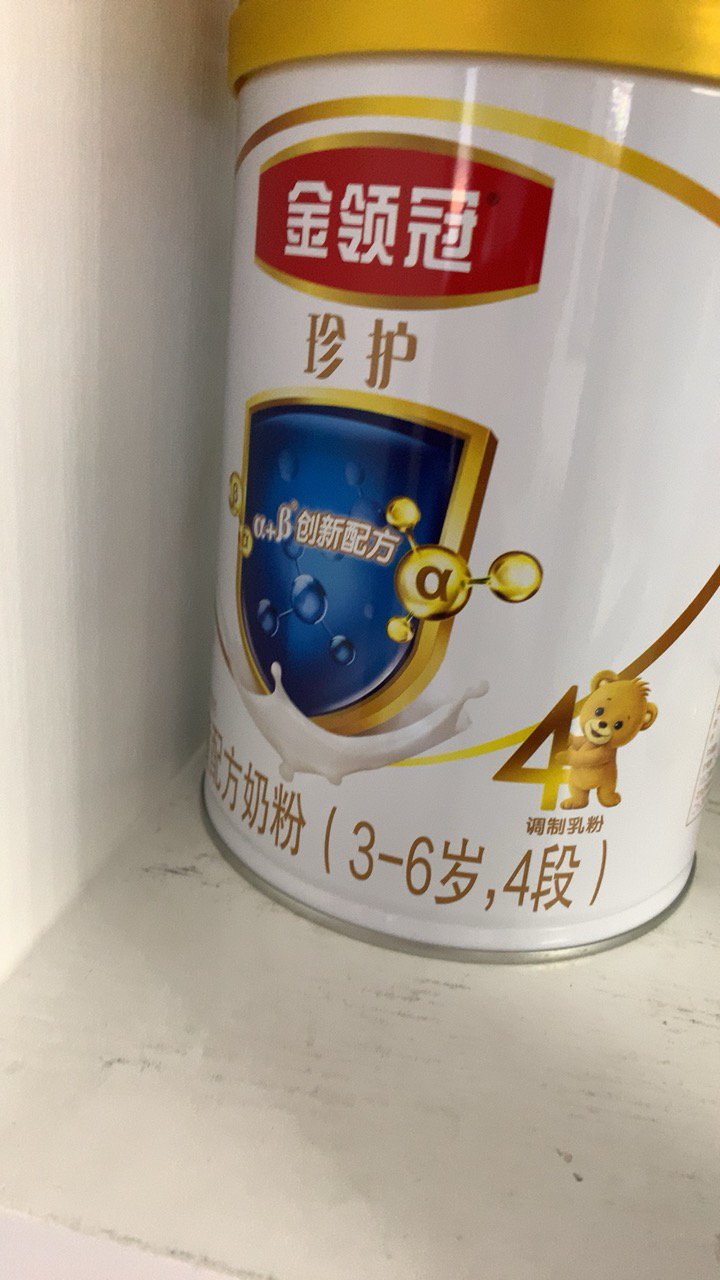 金领冠
珍护
α+β创新配方
α
4
调制乳粉
配方奶粉(3-6岁,4段)